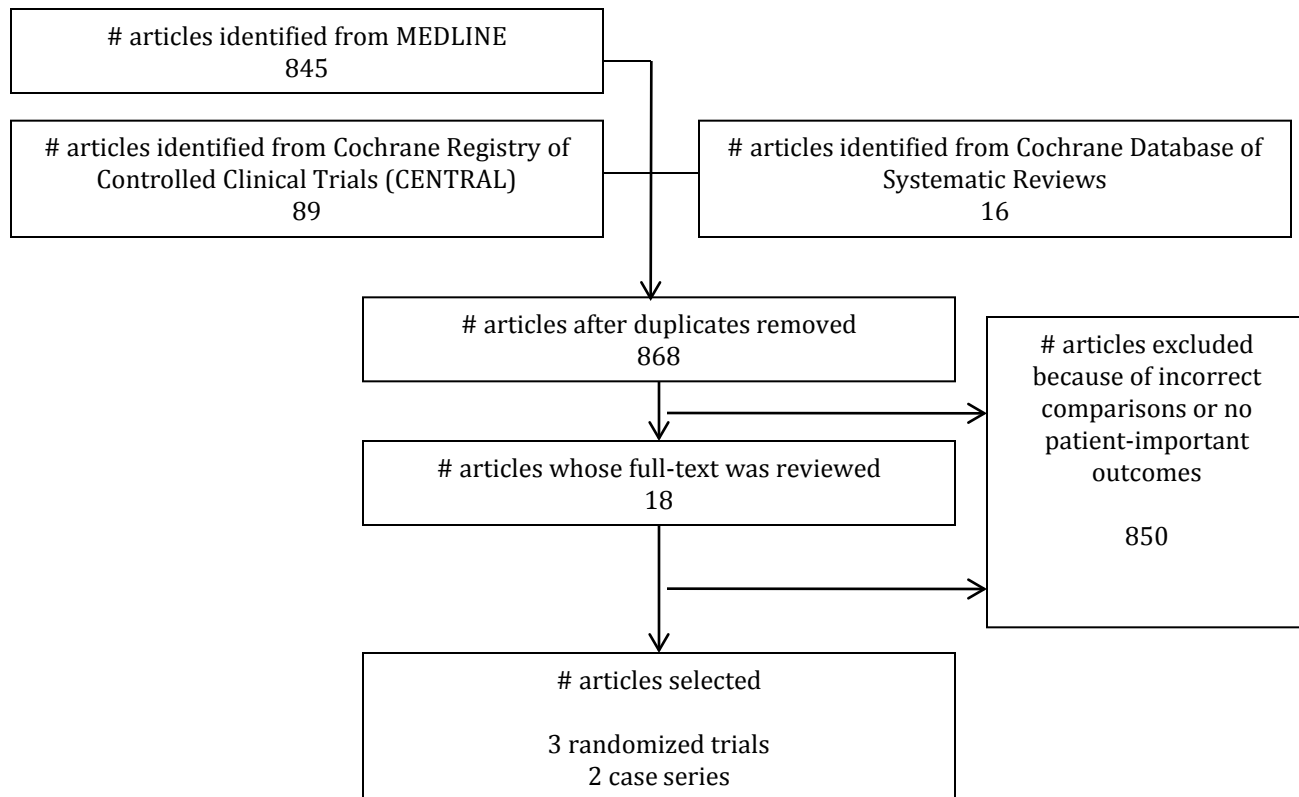 # articles identified from MEDLINE
845
# articles identified from Cochrane Registry of
Controlled Clinical Trials (CENTRAL)
89
# articles identified from Cochrane Database of
Systematic Reviews
16
# articles after duplicates removed
868
# articles excluded
because of incorrect
comparisons or no
patient-important
outcomes
850
# articles whose full-text was reviewed
18
# articles selected
3 randomized trials
2 case series